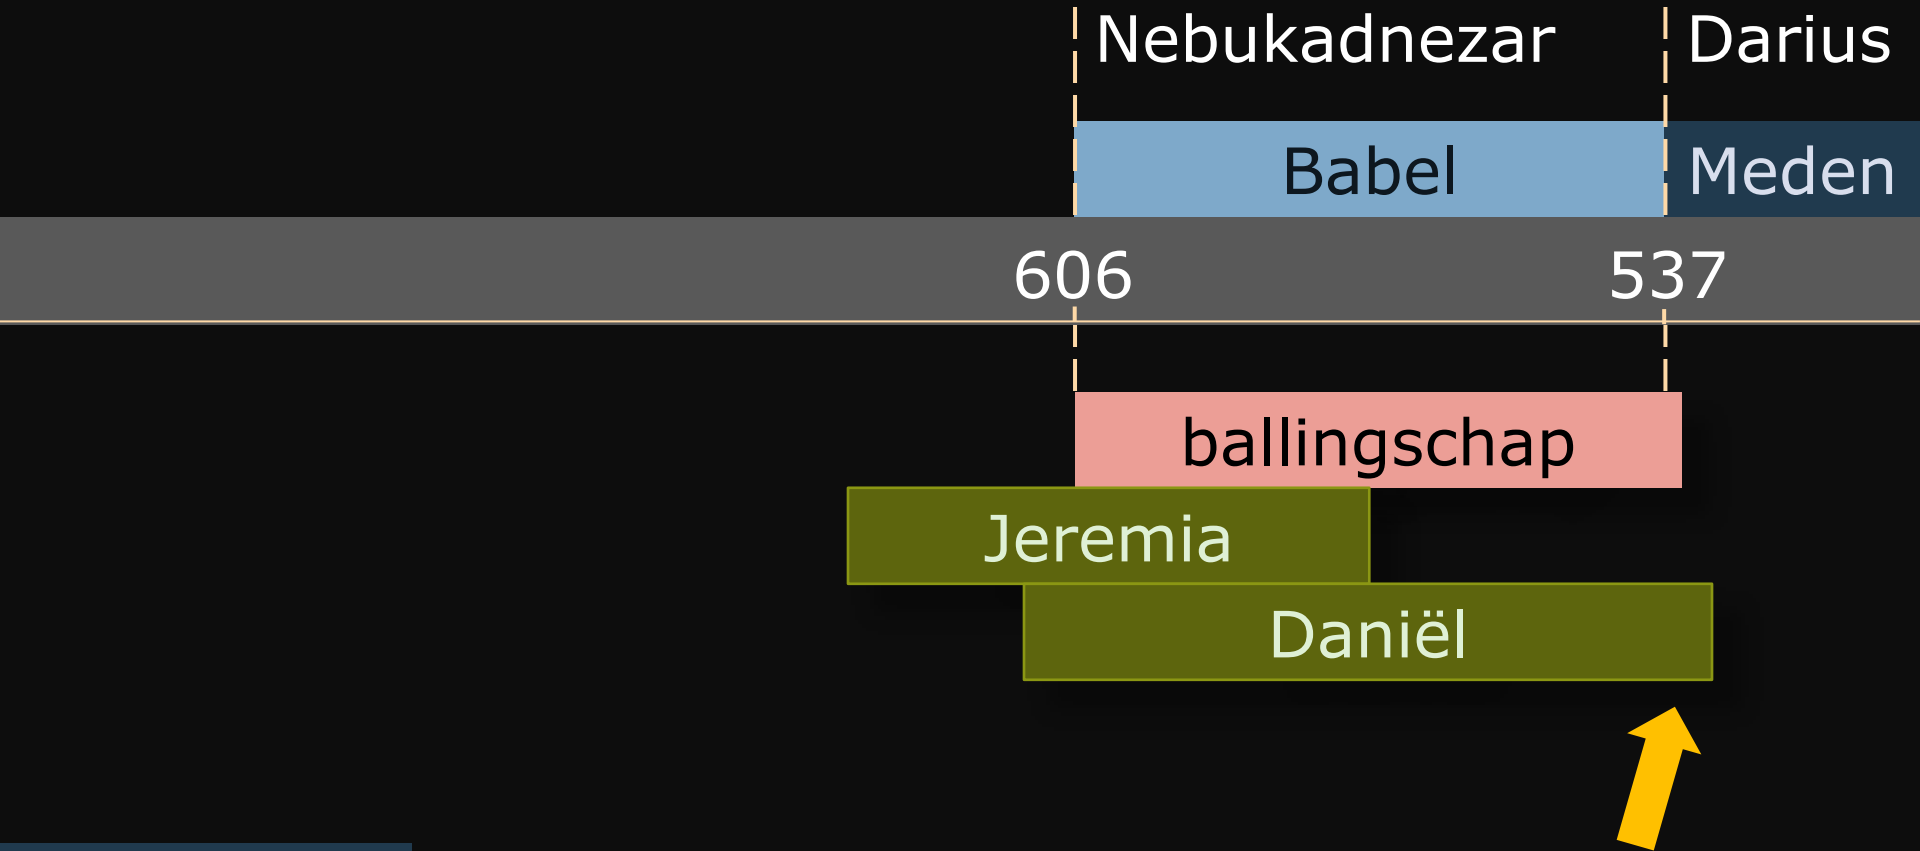 Nebukadnezar Darius
Babel Meden
606 537
ballingschap
Jeremia
Daniël